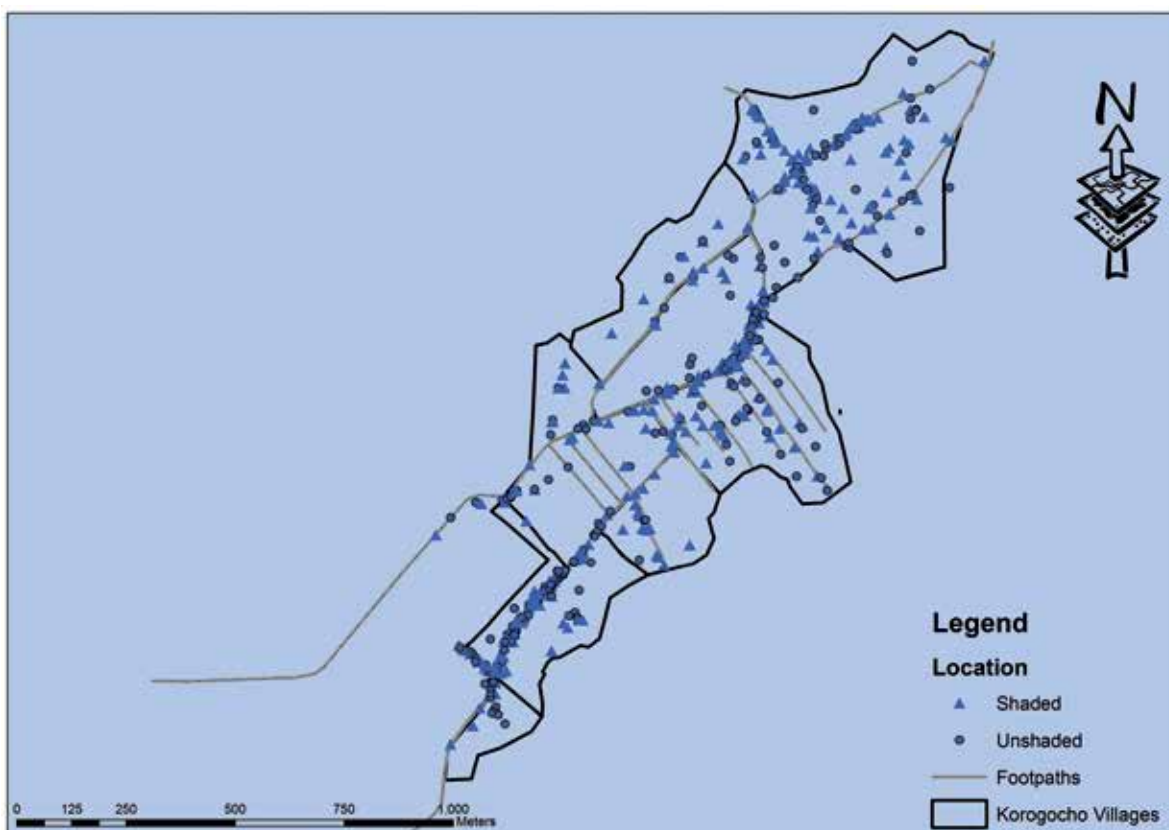 N
Legend
Location
Shaded
Unshaded
Footpaths
Korogocho Villages
0 125 250 500 750 1,000
Meters